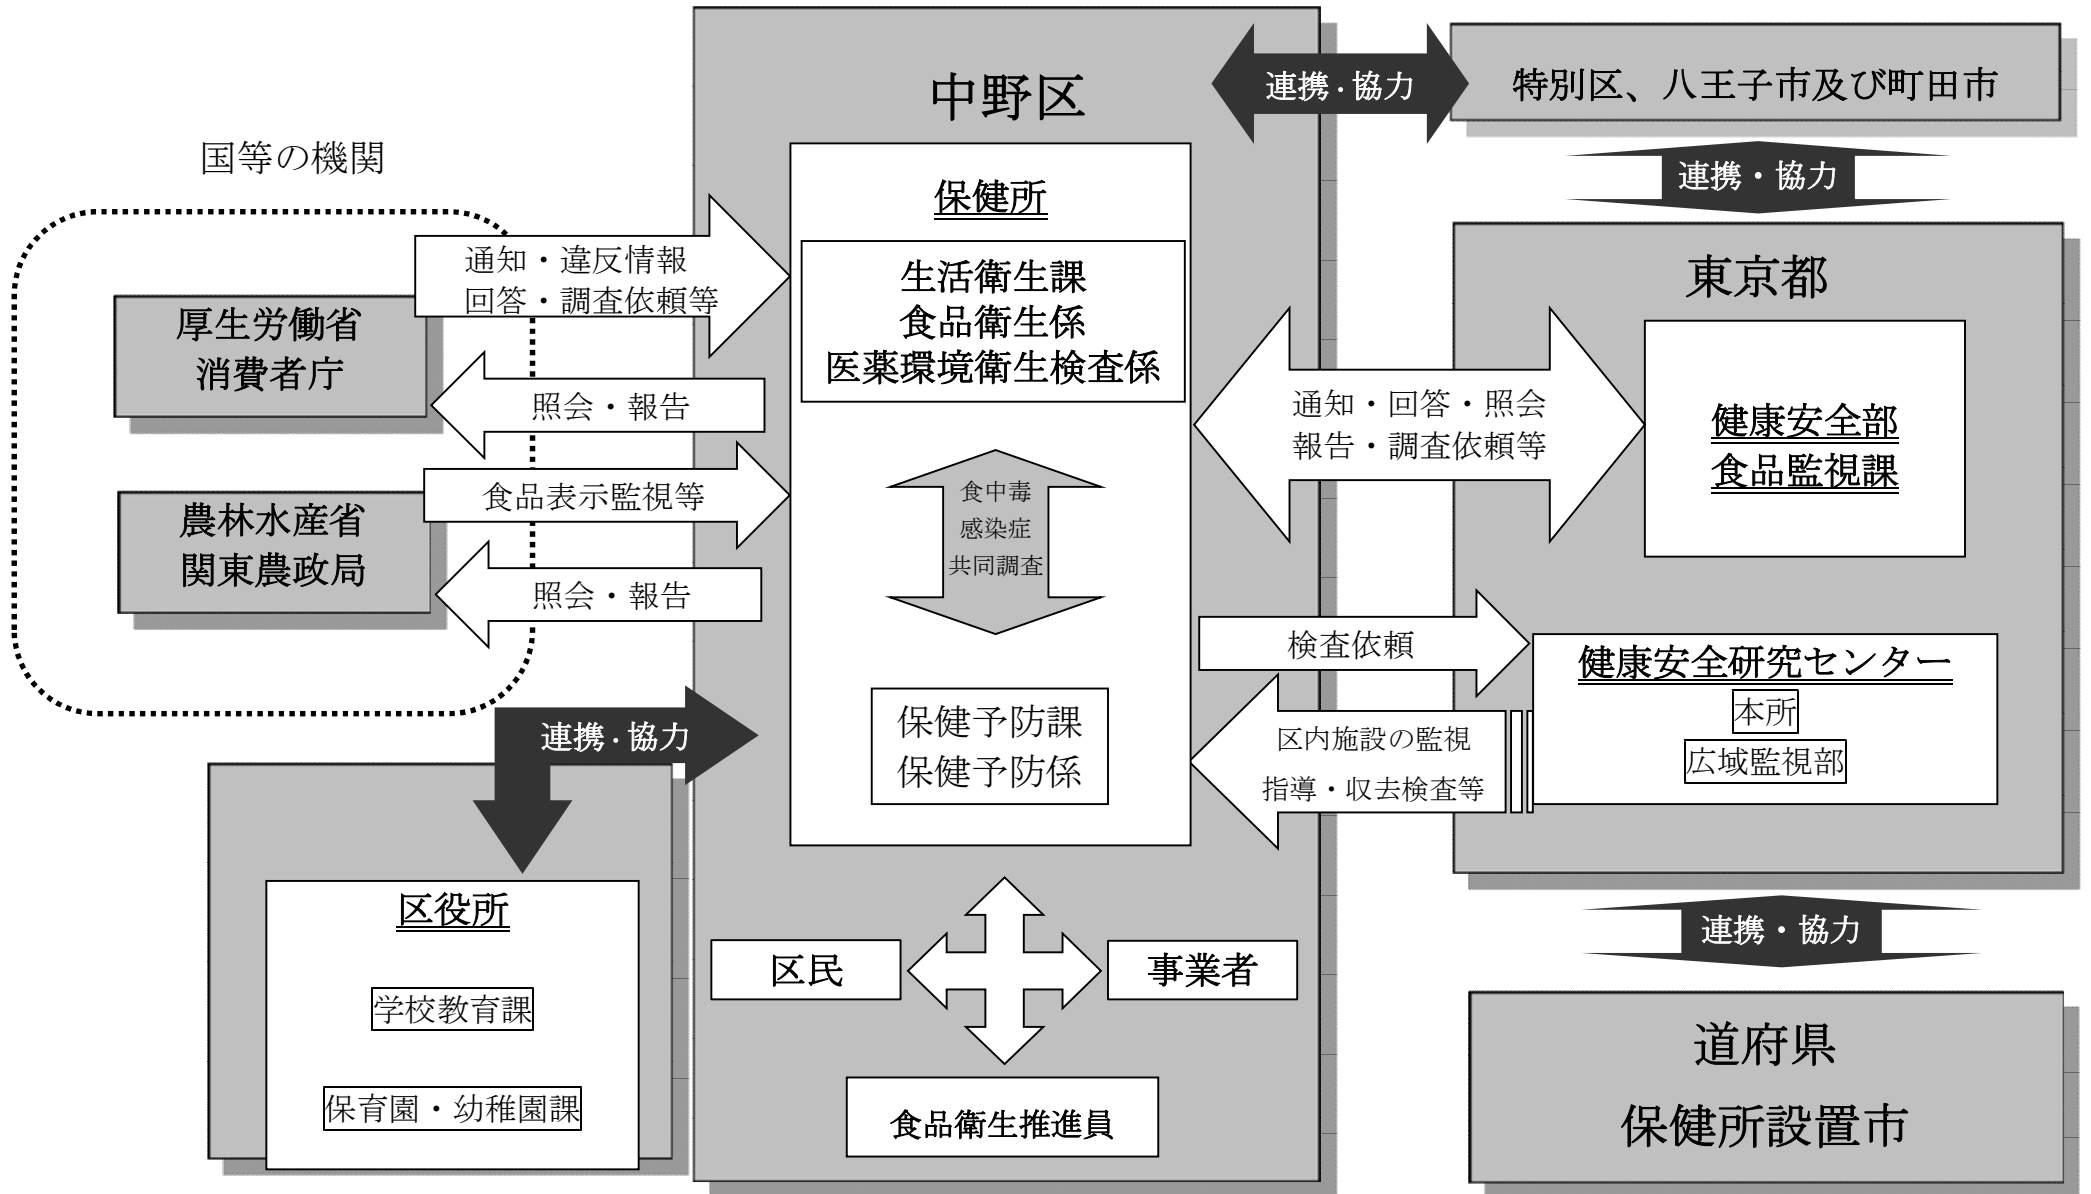 中野区
連携・協力
特別区、八王子市及び町田市
国等の機関
連携・協力
保健所
通知・違反情報
回答・調査依頼等
生活衛生課
食品衛生係
医薬環境衛生検査係
東京都
厚生労働省
消費者庁
照会・報告
通知・回答・照会
報告・調査依頼等
健康安全部
食品監視課
食品表示監視等
食中毒
感染症
共同調査
農林水産省
関東農政局
照会・報告
検査依頼
健康安全研究センター
本所
広域監視部
連携・協力
保健予防課
保健予防係
区内施設の監視
指導・収去検査等
区役所
学校教育課
保育園・幼稚園課
区民
事業者
食品衛生推進員
連携・協力
道府県
保健所設置市